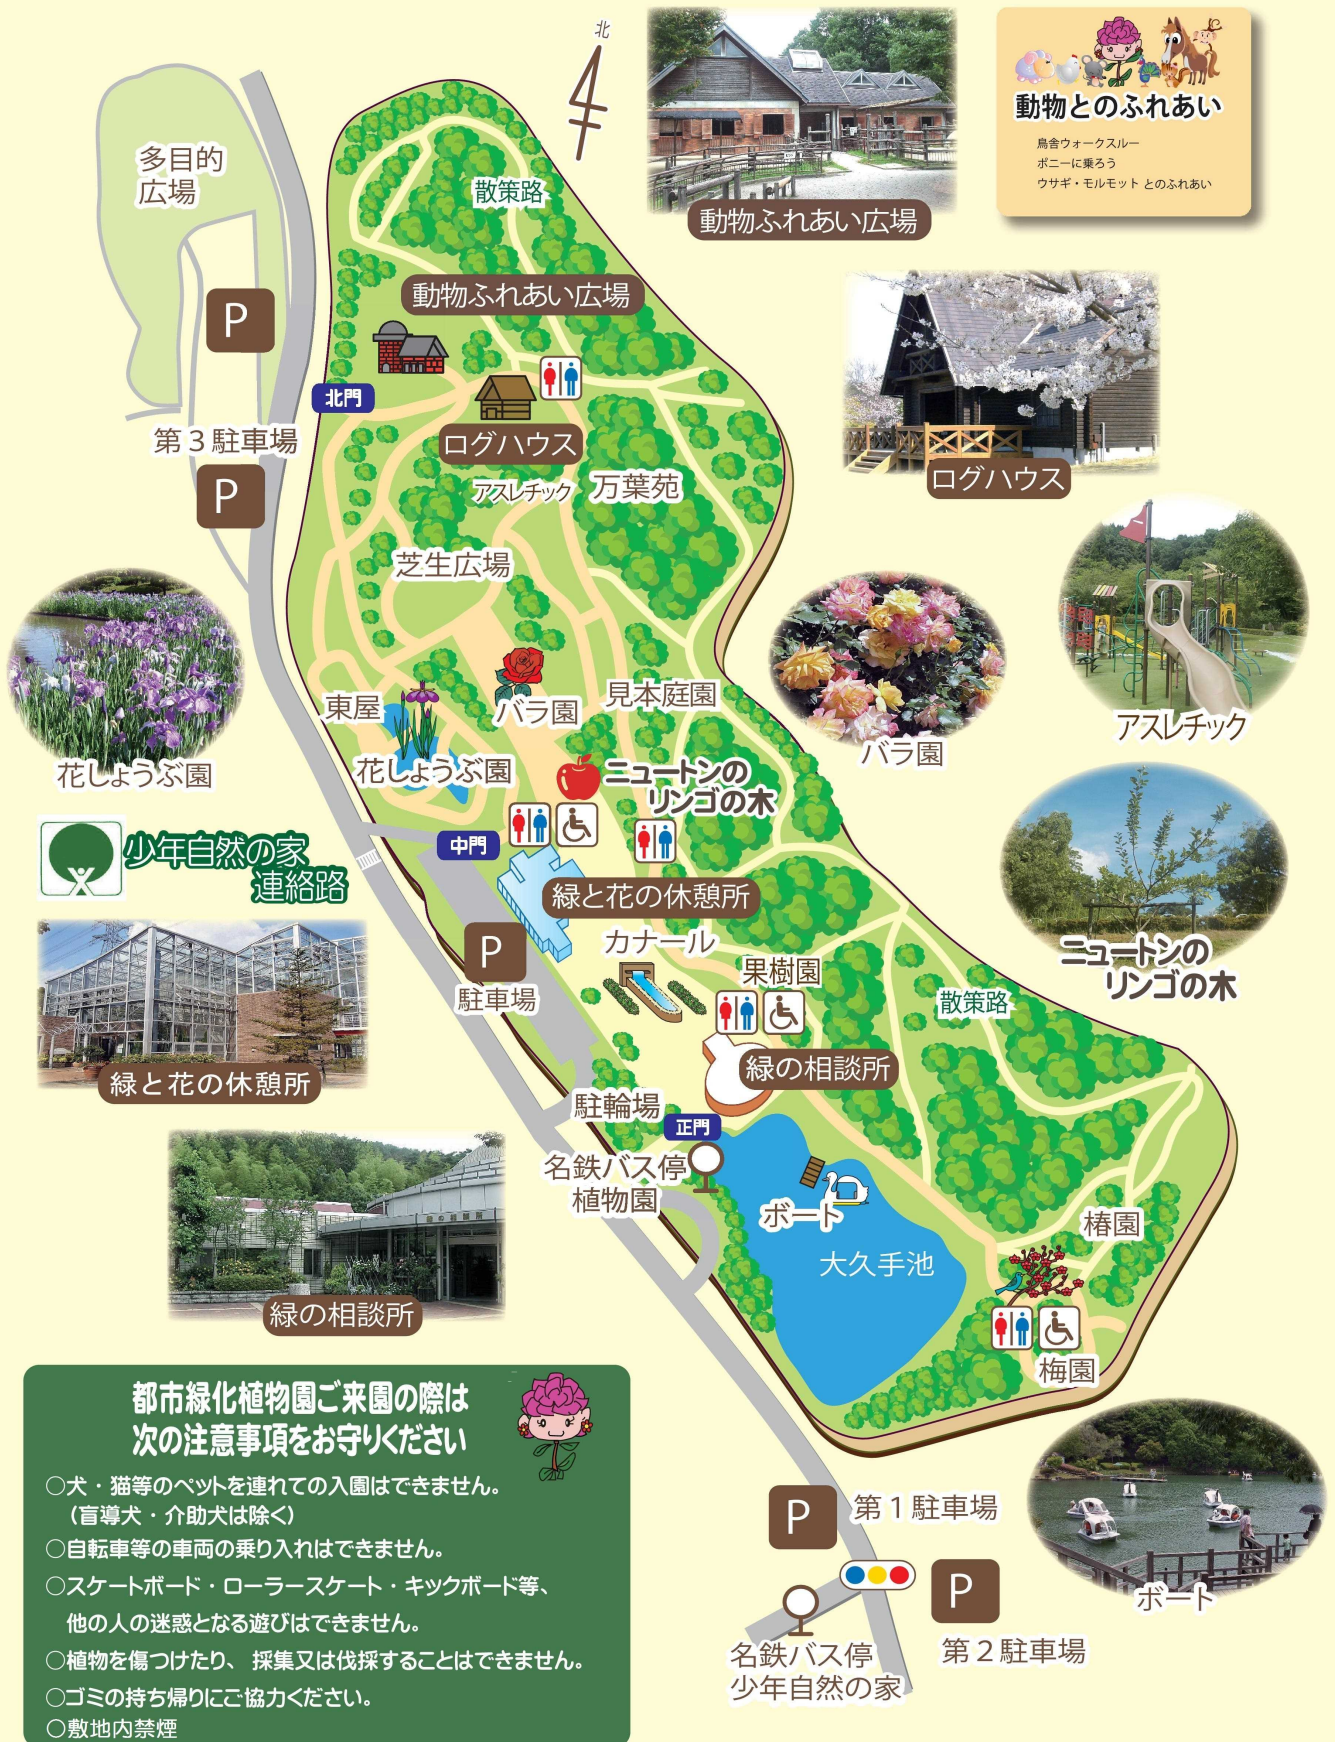 北
動物とのふれあい
鳥舎ウォークスルー
ポニーに乗ろう
ウサギ・モルモット とのふれあい
動物ふれあい広場
多目的
広場
散策路
動物ふれあい広場
P
北門
第3駐車場
P
ログハウス
アスレチック
万葉苑
ログハウス
芝生広場
アスレチック
花しょうぶ園
東屋
バラ園
見本庭園
バラ園
花しょうぶ園
ニュートンの
リンゴの木
中門
少年自然の家
連絡路
緑と花の休憩所
カナール
P
駐車場
果樹園
散策路
ニュートンの
リンゴの木
緑と花の休憩所
緑の相談所
駐輪場
正門
名鉄バス停
植物園
ボート
大久手池
椿園
梅園
緑の相談所
都市緑化植物園ご来園の際は
次の注意事項をお守りください
○犬・猫等のペットを連れての入園はできません。
(盲導犬・介助犬は除く)
○自転車等の車両の乗り入れはできません。
○スケートボード・ローラースケート・キックボード等、
他の人の迷惑となる遊びはできません。
○植物を傷つけたり、 採集又は伐採することはできません。
○ゴミの持ち帰りにご協力ください。
○敷地内禁煙
P
第1駐車場
P
第2駐車場
名鉄バス停
少年自然の家
ボート